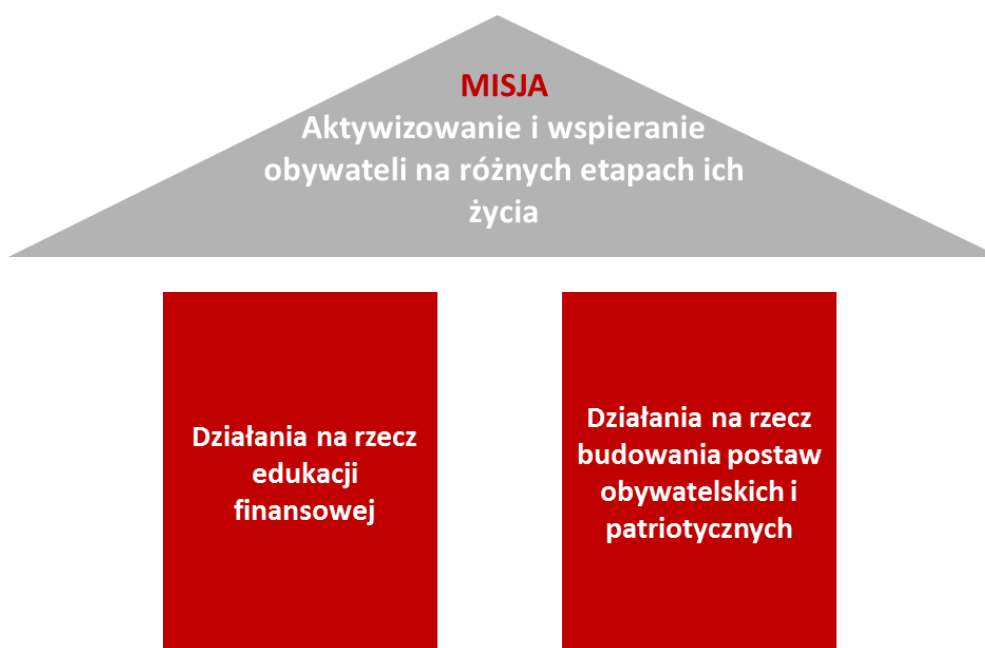 MISJA
Aktywizowanie i wspieranie
obywateli na różnych etapach ich
życia
Działania na rzecz
edukacji
finansowej
Działania na rzecz
budowania postaw
obywatelskich i
patriotycznych